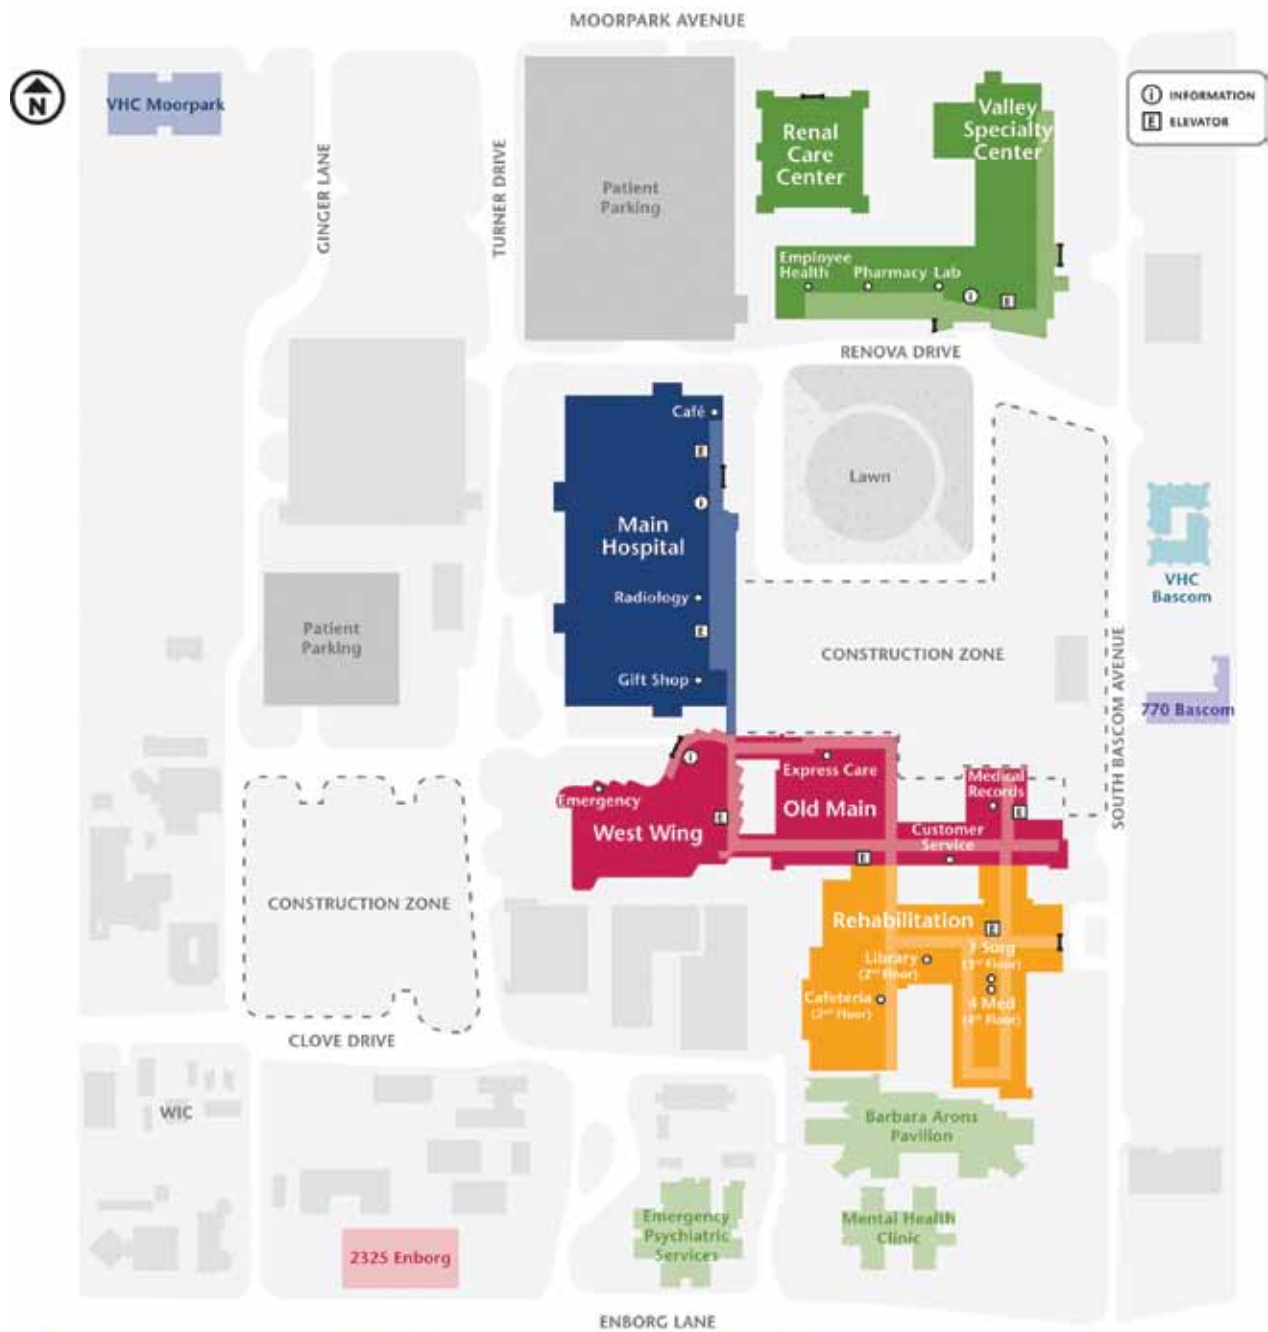 MOORPARK AVENUE
N
VHC Moorpark
GINGER LANE
TURNER DRIVE
Patient
Parking
Renal
Care
Center
Valley
Specialty
Center
i INFORMATION
E ELEVATOR
Employee
Health
Pharmacy
Lab
i
E
RENOVA DRIVE
Café
E
i
Main
Hospital
Radiology
E
Gift Shop
Lawn
VHC
Bascom
Patient
Parking
CONSTRUCTION ZONE
SOUTH BASCOM AVENUE
770 Bascom
i
Emergency
E
West Wing
Express Care
Old Main
Medical
Records
E
Customer
Service
E
CONSTRUCTION ZONE
Rehabilitation
E
Library
(2nd Floor)
Surg
Cafeteria
4 Med
CLOVE DRIVE
WIC
Barbara Arons
Pavilion
Emergency
Psychiatric
Services
Mental Health
Clinic
2325 Enborg
ENBORG LANE